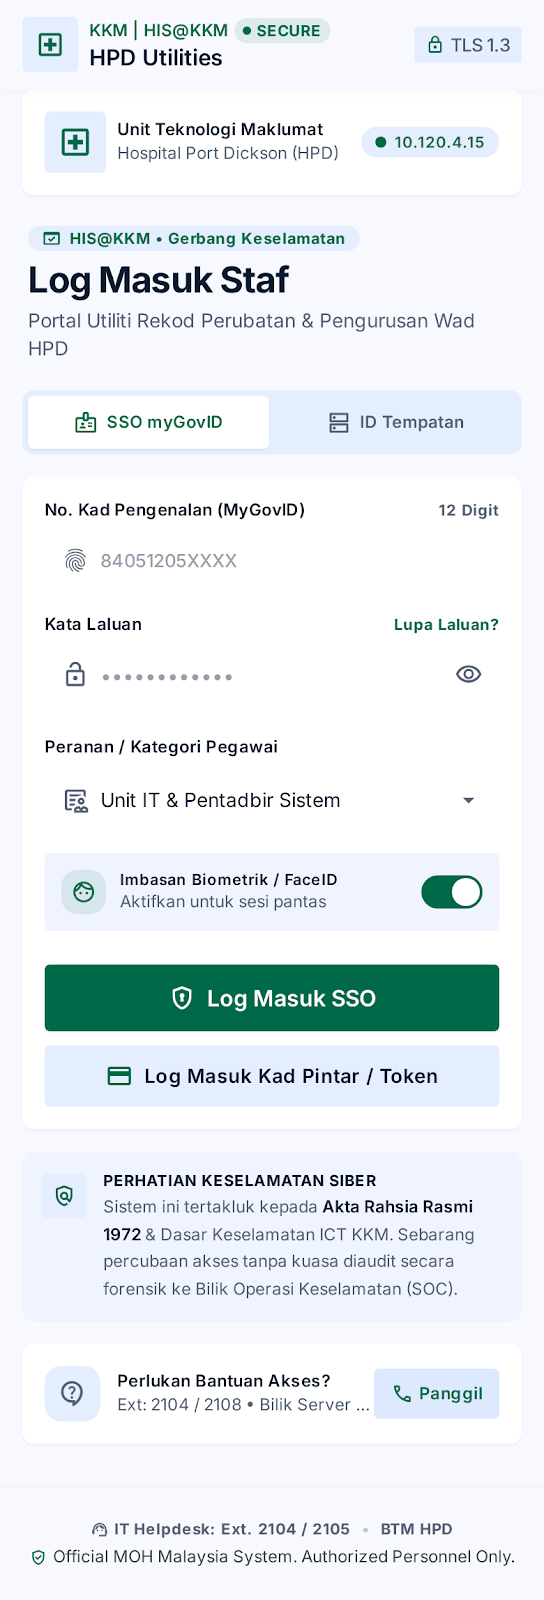 KKM | HIS@KKM ● SECURE
HPD Utilities
TLS 1.3
Unit Teknologi Maklumat
Hospital Port Dickson (HPD)
● 10.120.4.15
HIS@KKM • Gerbang Keselamatan
Log Masuk Staf
Portal Utiliti Rekod Perubatan & Pengurusan Wad
HPD
SSO myGovID
ID Tempatan
No. Kad Pengenalan (MyGovID)
12 Digit
84051205XXXX
Kata Laluan
Lupa Laluan?
••••••••••••
Peranan / Kategori Pegawai
Unit IT & Pentadbir Sistem
Imbasan Biometrik / FaceID
Aktifkan untuk sesi pantas
Log Masuk SSO
Log Masuk Kad Pintar / Token
PERHATIAN KESELAMATAN SIBER
Sistem ini tertakluk kepada Akta Rahsia Rasmi
1972 & Dasar Keselamatan ICT KKM. Sebarang
percubaan akses tanpa kuasa diaudit secara
forensik ke Bilik Operasi Keselamatan (SOC).
Perlukan Bantuan Akses?
Ext: 2104 / 2108 • Bilik Server ...
Panggil
IT Helpdesk: Ext. 2104 / 2105 • BTM HPD
Official MOH Malaysia System. Authorized Personnel Only.